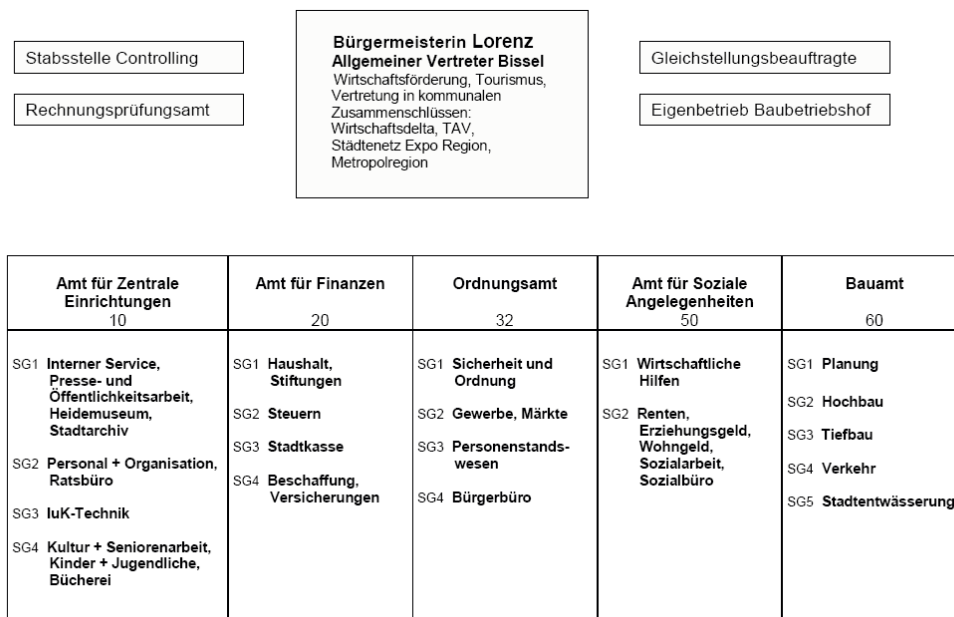 Stabsstelle Controlling
Rechnungsprüfungsamt
Bürgermeisterin Lorenz
Allgemeiner Vertreter Bissel
Wirtschaftsförderung, Tourismus,
Vertretung in kommunalen
Zusammenschlüssen:
Wirtschaftsdelta, TAV,
Städtenetz Expo Region,
Metropolregion
Gleichstellungsbeauftragte
Eigenbetrieb Baubetriebshof
Amt für Zentrale
Einrichtungen
10
SG1 Interner Service,
Presse- und
Öffentlichkeitsarbeit,
Heidemuseum,
Stadtarchiv
SG2 Personal + Organisation,
Ratsbüro
SG3 IuK-Technik
SG4 Kultur + Seniorenarbeit,
Kinder + Jugendliche,
Bücherei
Amt für Finanzen
20
SG1 Haushalt,
Stiftungen
SG2 Steuern
SG3 Stadtkasse
SG4 Beschaffung,
Versicherungen
Ordnungsamt
32
SG1 Sicherheit und
Ordnung
SG2 Gewerbe, Märkte
SG3 Personenstands-
wesen
SG4 Bürgerbüro
Amt für Soziale
Angelegenheiten
50
SG1 Wirtschaftliche
Hilfen
SG2 Renten,
Erziehungsgeld,
Wohngeld,
Sozialarbeit,
Sozialbüro
Bauamt
60
SG1 Planung
SG2 Hochbau
SG3 Tiefbau
SG4 Verkehr
SG5 Stadtentwässerung